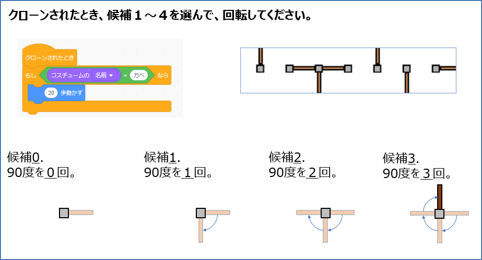 クローンされたとき、候補１～４を選んで、回転してください。
クローンされたとき
もし コスチュームの 名前 = かべ なら
20 歩動かす
候補0.
90度を０回。
候補1.
90度を１回。
候補2.
90度を２回。
候補3.
90度を３回。